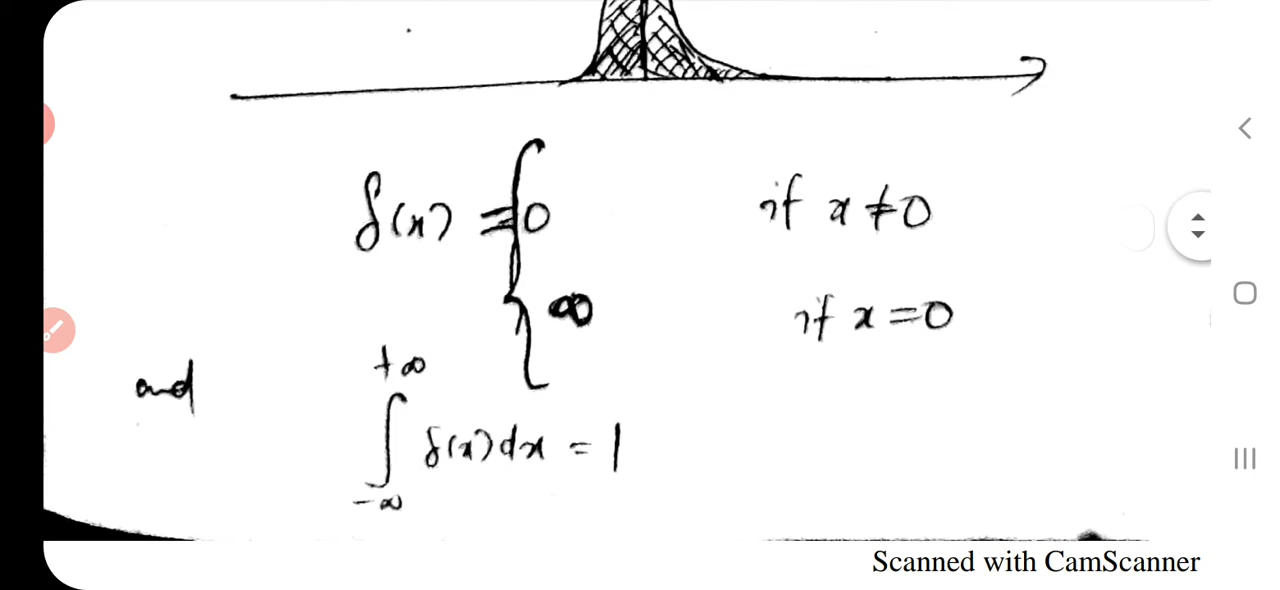 δ(x) = { 0 if x ≠ 0
∞ if x = 0
and
+∞
∫ δ(x) dx = 1
-∞
Scanned with CamScanner